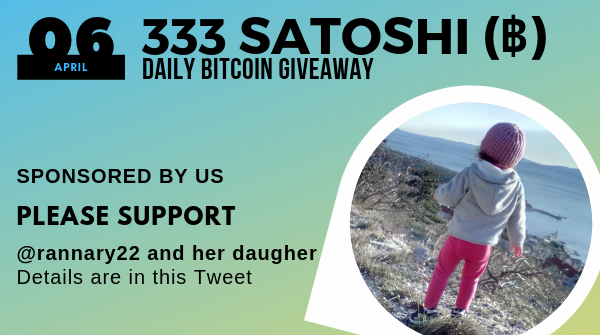 06
APRIL
333 SATOSHI (฿)
DAILY BITCOIN GIVEAWAY
SPONSORED BY US
PLEASE SUPPORT
@rannary22 and her daugher
Details are in this Tweet